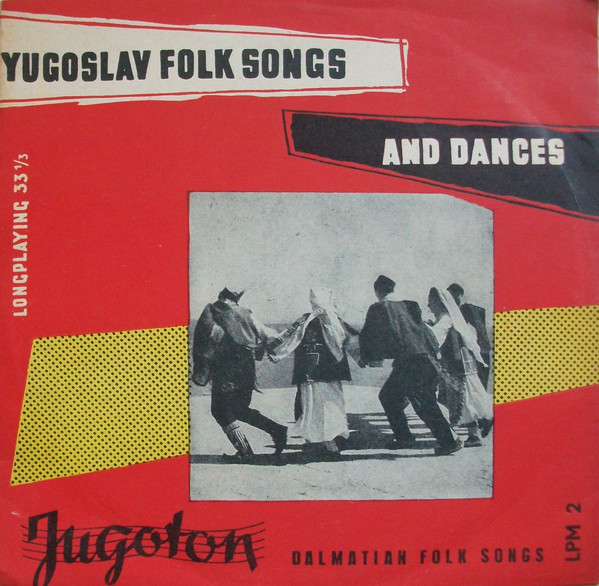 YUGOSLAV FOLK SONGS
AND DANCES
LONGPLAYING 33 1/3
Jugoton
DALMATIAN FOLK SONGS
LPM 2